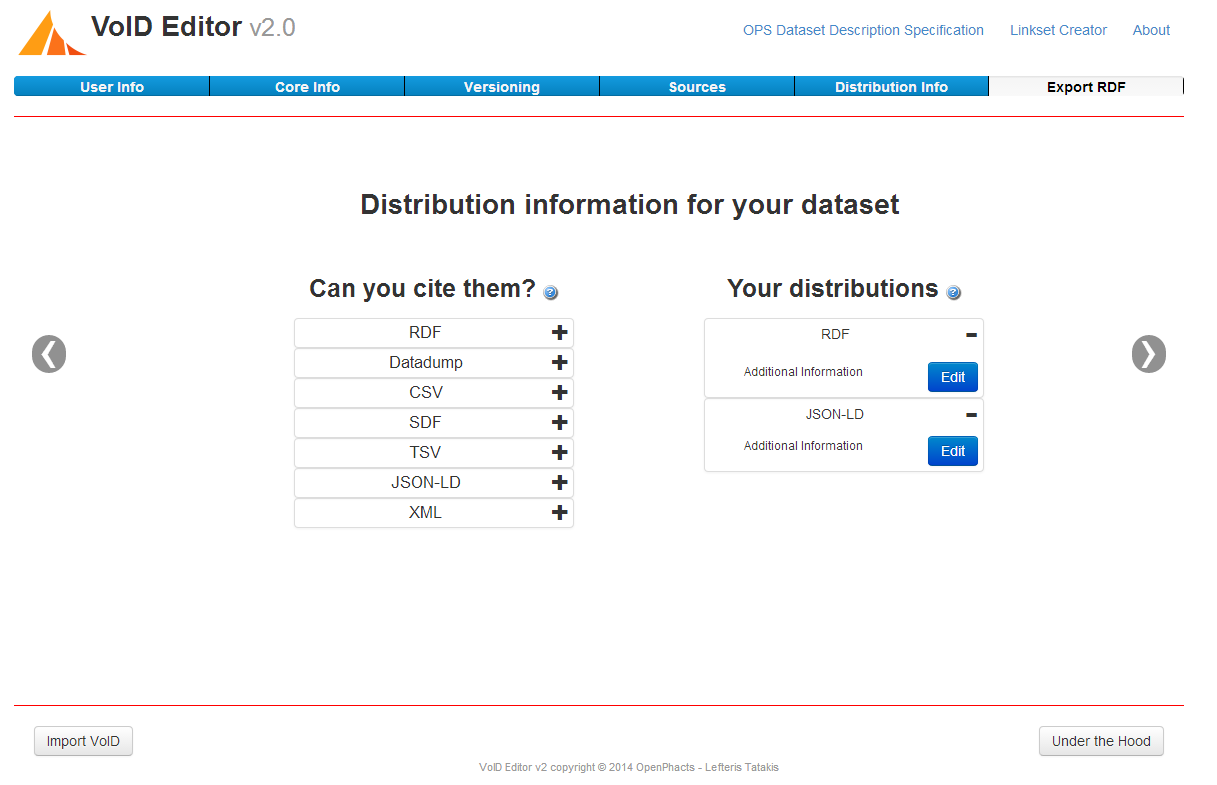 VoID Editor v2.0
OPS Dataset Description Specification Linkset Creator About
User Info Core Info Versioning Sources Distribution Info Export RDF
Distribution information for your dataset
Can you cite them? ?
RDF
Datadump
CSV
SDF
TSV
JSON-LD
XML
Your distributions ?
RDF
Additional Information Edit
JSON-LD
Additional Information Edit
Import VoID Under the Hood
VoID Editor v2 copyright © 2014 OpenPhacts - Lefteris Tatakis